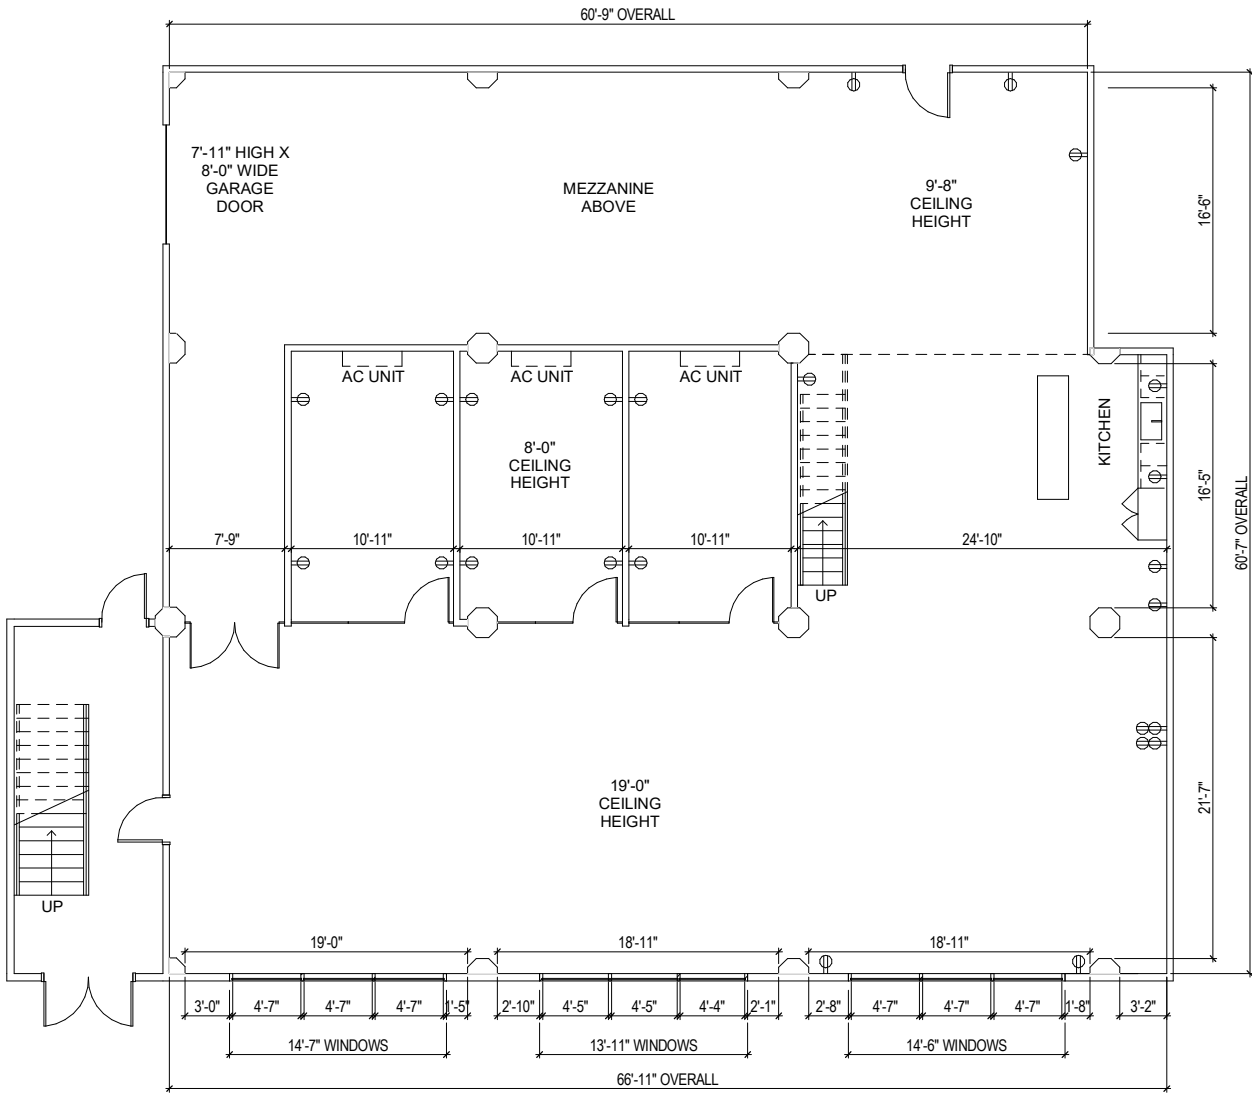 60'-9" OVERALL
7'-11" HIGH X
8'-0" WIDE
GARAGE
DOOR
MEZZANINE
ABOVE
9'-8"
CEILING
HEIGHT
16'-6"
AC UNIT
AC UNIT
AC UNIT
8'-0"
CEILING
HEIGHT
KITCHEN
16'-5"
60'-7" OVERALL
7'-9"
10'-11"
10'-11"
10'-11"
24'-10"
UP
19'-0"
CEILING
HEIGHT
21'-7"
UP
19'-0"
18'-11"
18'-11"
3'-0"
4'-7"
4'-7"
4'-7"
1'-5"
2'-10"
4'-5"
4'-5"
4'-4"
2'-1"
2'-8"
4'-7"
4'-7"
4'-7"
1'-8"
3'-2"
14'-7" WINDOWS
13'-11" WINDOWS
14'-6" WINDOWS
66'-11" OVERALL